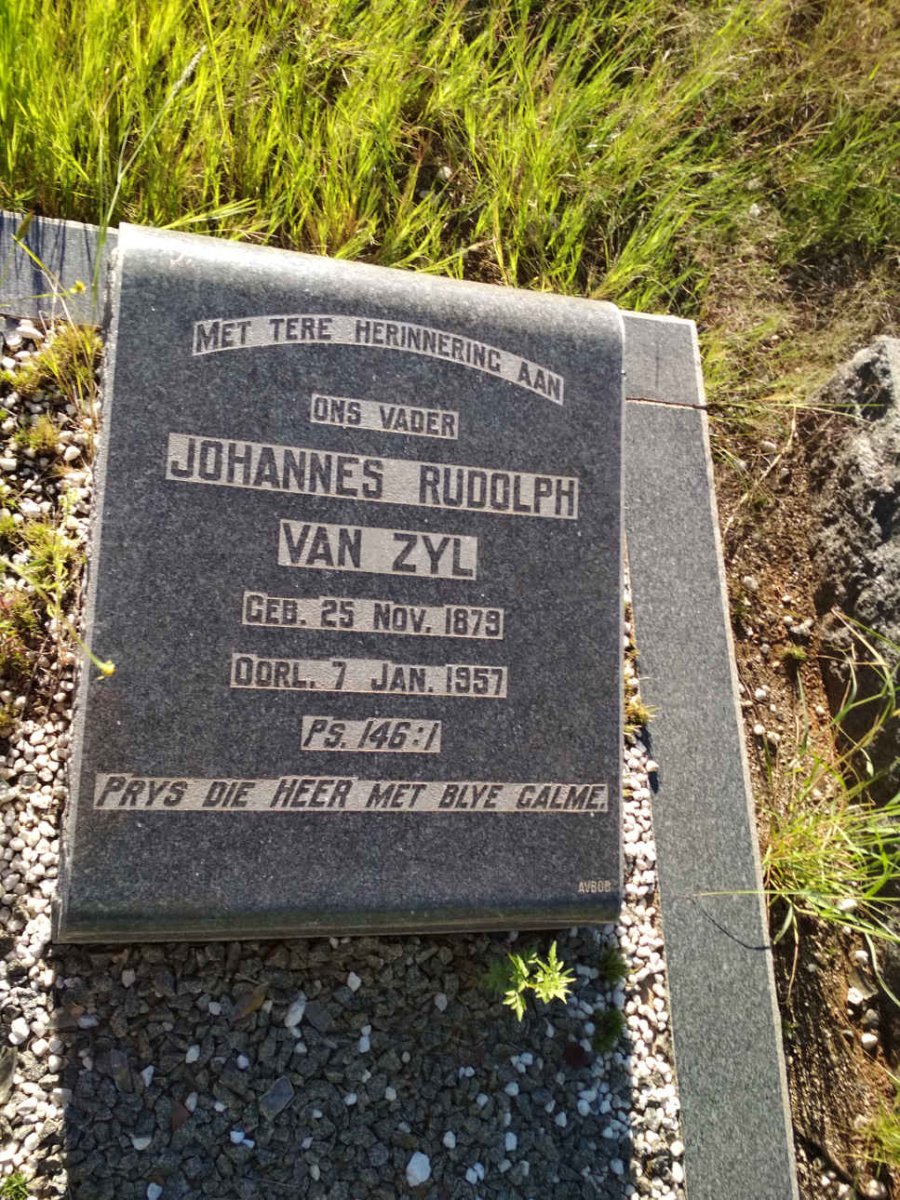 MET TERE HERINNERING AAN
ONS VADER
JOHANNES RUDOLPH
VAN ZYL
GEB. 25 NOV. 1879
OORL. 7 JAN. 1957
PS. 146:1
PRYS DIE HEER MET BLYE GALME.
AVBOB